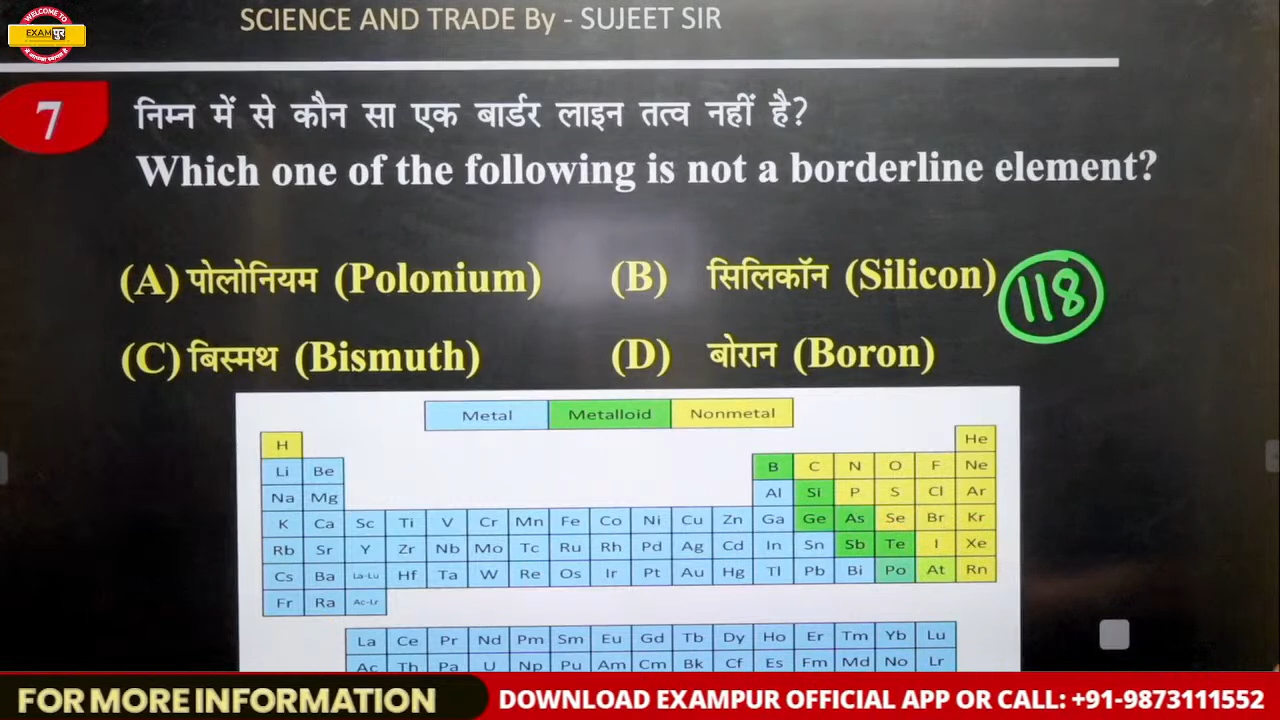 SCIENCE AND TRADE By - SUJEET SIR
WELCOME TO
EXAM पुर
7
निम्न में से कौन सा एक बार्डर लाइन तत्व नहीं है?
Which one of the following is not a borderline element?
(A) पोलोनियम (Polonium) (B) सिलिकॉन (Silicon) 118
(C) बिस्मथ (Bismuth) (D) बोरान (Boron)
Metal Metalloid Nonmetal
H He
Li Be B C N O F Ne
Na Mg Al Si P S Cl Ar
K Ca Sc Ti V Cr Mn Fe Co Ni Cu Zn Ga Ge As Se Br Kr
Rb Sr Y Zr Nb Mo Tc Ru Rh Pd Ag Cd In Sn Sb Te I Xe
Cs Ba La-Lu Hf Ta W Re Os Ir Pt Au Hg Tl Pb Bi Po At Rn
Fr Ra Ac-Lr
La Ce Pr Nd Pm Sm Eu Gd Tb Dy Ho Er Tm Yb Lu
Ac Th Pa U Np Pu Am Cm Bk Cf Es Fm Md No Lr
FOR MORE INFORMATION DOWNLOAD EXAMPUR OFFICIAL APP OR CALL: +91-9873111552